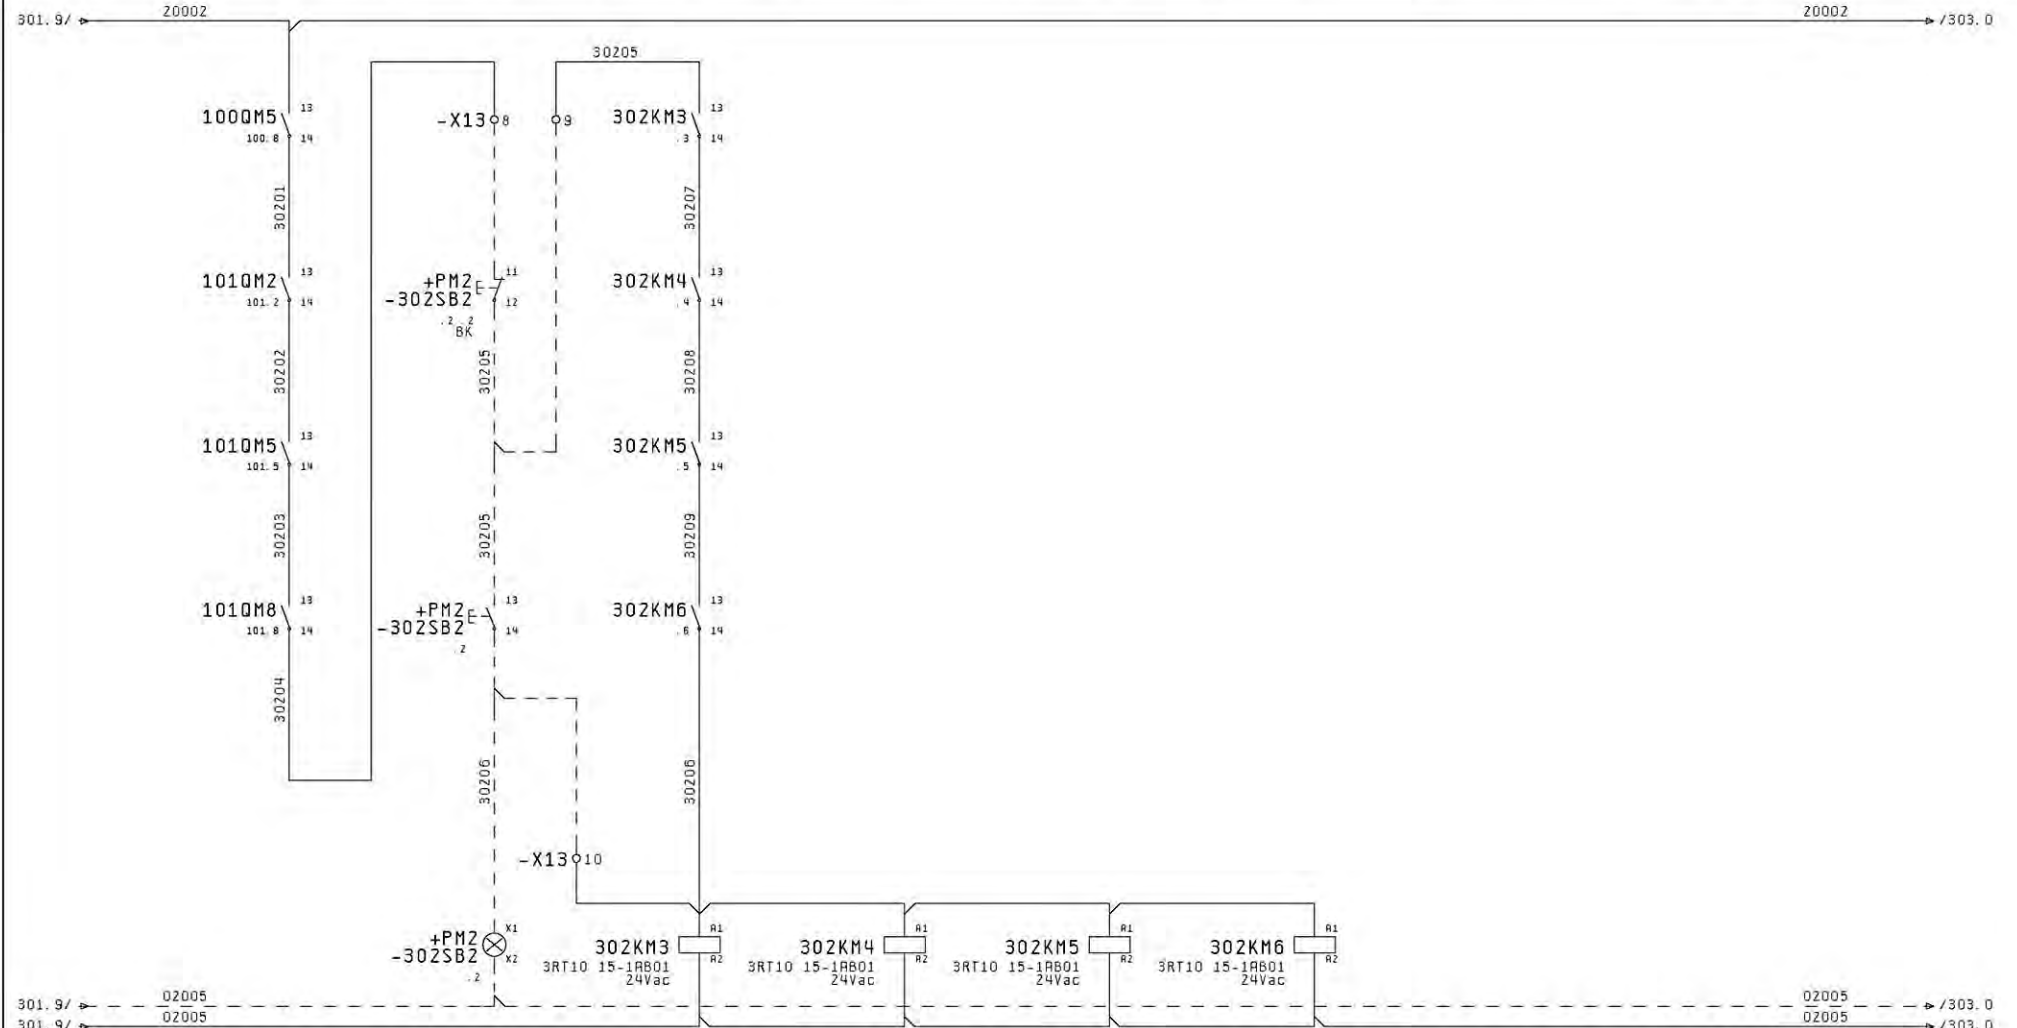 301.9/ 20002 20002 /303.0
30205
100QM5 13
100.8 14
-X13 8 9
302KM3 13
.3 14
30201
30207
101QM2 13
101.2 14
+PM2 11
-302SB2 12
.2 .2
BK
302KM4 13
.4 14
30202
30205
30208
101QM5 13
101.5 14
302KM5 13
.5 14
30203
30205
30209
101QM8 13
101.8 14
+PM2 13
-302SB2 14
.2
302KM6 13
.6 14
30204
30206
30206
-X13 10
+PM2 X1
-302SB2 X2
.2
302KM3 A1
A2
3RT10 15-1AB01
24Vac
302KM4 A1
A2
3RT10 15-1AB01
24Vac
302KM5 A1
A2
3RT10 15-1AB01
24Vac
302KM6 A1
A2
3RT10 15-1AB01
24Vac
301.9/ 02005 02005 /303.0
301.9/ 02005 02005 /303.0